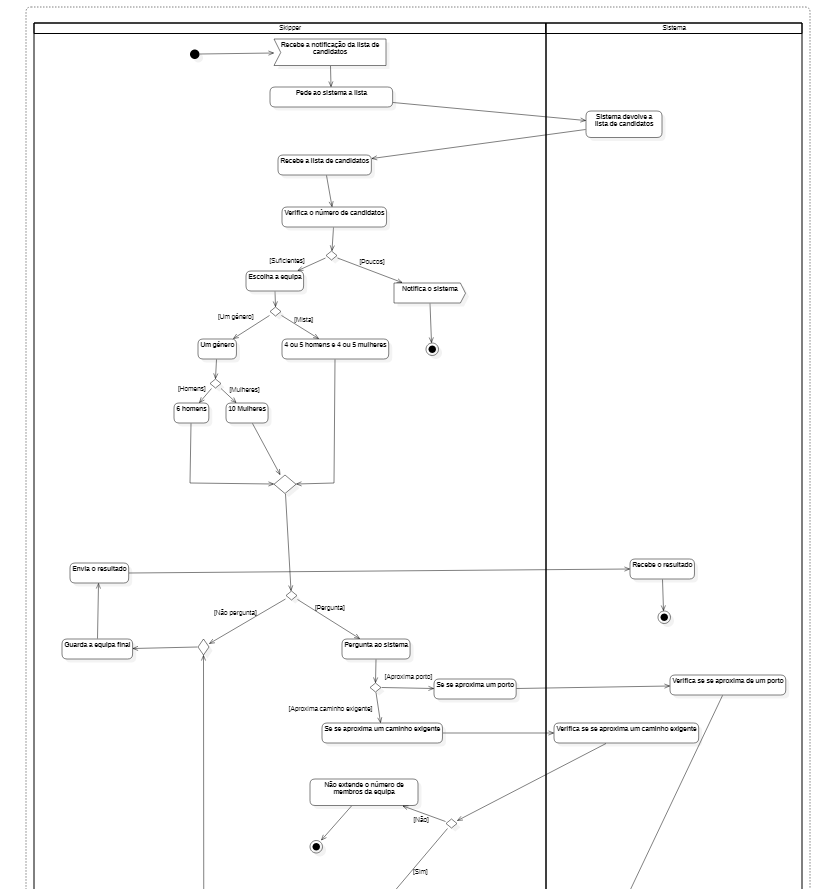 Skipper
Sistema
Recebe a notificação da lista de
candidatos
Pede ao sistema a lista
Sistema devolve a
lista de candidatos
Recebe a lista de candidatos
Verifica o número de candidatos
[Suficientes]
[Poucos]
Escolha a equipa
Notifica o sistema
[Um género]
[Mista]
Um género
4 ou 5 homens e 4 ou 5 mulheres
[Homens]
[Mulheres]
6 homens
10 Mulheres
Envia o resultado
Recebe o resultado
[Não pergunta]
[Pergunta]
Guarda a equipa final
Pergunta ao sistema
[Aproxima porto]
Se se aproxima um porto
Verifica se se aproxima de um porto
[Aproxima caminho exigente]
Se se aproxima um caminho exigente
Verifica se se aproxima um caminho exigente
Não extende o número de
membros da equipa
[Não]
[Sim]